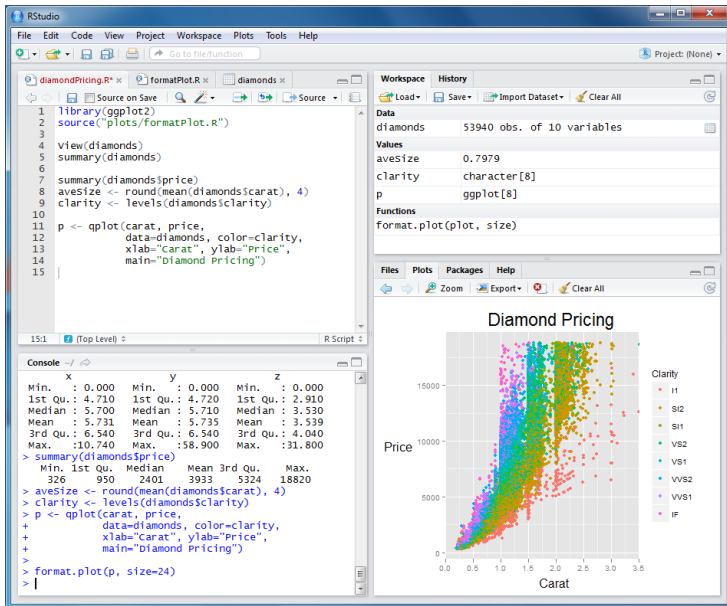 RStudio
File Edit Code View Project Workspace Plots Tools Help
Go to file/function
Project: (None)
diamondPricing.R* × formatPlot.R × diamonds ×
Source on Save Source
1 library(ggplot2)
2 source("plots/formatPlot.R")
3
4 View(diamonds)
5 summary(diamonds)
6
7 summary(diamonds$price)
8 aveSize <- round(mean(diamonds$carat), 4)
9 clarity <- levels(diamonds$clarity)
10
11 p <- qplot(carat, price,
12 data=diamonds, color=clarity,
13 xlab="Carat", ylab="Price",
14 main="Diamond Pricing")
15
15:1 (Top Level) R Script
Console ~/
x y z
Min. : 0.000 Min. : 0.000 Min. : 0.000
1st Qu.: 4.710 1st Qu.: 4.720 1st Qu.: 2.910
Median : 5.700 Median : 5.710 Median : 3.530
Mean : 5.731 Mean : 5.735 Mean : 3.539
3rd Qu.: 6.540 3rd Qu.: 6.540 3rd Qu.: 4.040
Max. :10.740 Max. :58.900 Max. :31.800
> summary(diamonds$price)
Min. 1st Qu. Median Mean 3rd Qu. Max.
326 950 2401 3933 5324 18820
> aveSize <- round(mean(diamonds$carat), 4)
> clarity <- levels(diamonds$clarity)
> p <- qplot(carat, price,
+ data=diamonds, color=clarity,
+ xlab="Carat", ylab="Price",
+ main="Diamond Pricing")
>
> format.plot(p, size=24)
>
Workspace History
Load Save Import Dataset Clear All
Data
diamonds 53940 obs. of 10 variables
Values
aveSize 0.7979
clarity character[8]
p ggplot[8]
Functions
format.plot(plot, size)
Files Plots Packages Help
Zoom Export Clear All
Diamond Pricing
Price
15000
10000
5000
0
0.0 0.5 1.0 1.5 2.0 2.5 3.0 3.5
Carat
Clarity
I1
SI2
SI1
VS2
VS1
VVS2
VVS1
IF